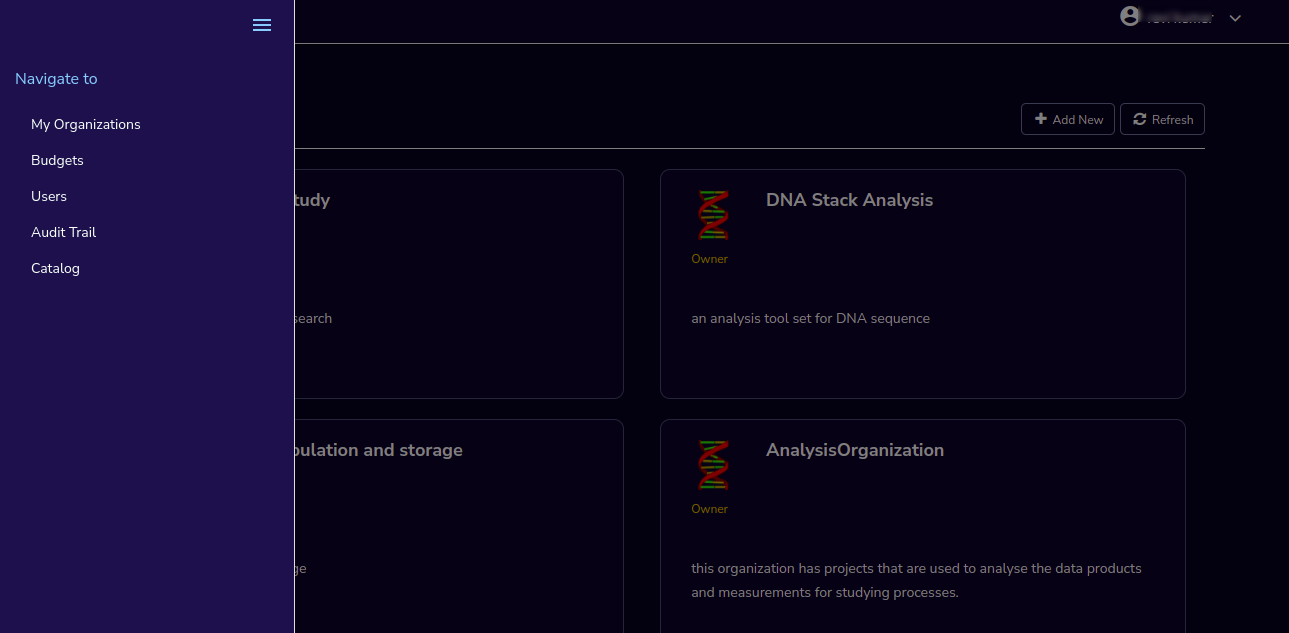 Navigate to
My Organizations
Budgets
Users
Audit Trail
Catalog
Add New
Refresh
tudy
DNA Stack Analysis
Owner
search
an analysis tool set for DNA sequence
pulation and storage
AnalysisOrganization
Owner
ge
this organization has projects that are used to analyse the data products
and measurements for studying processes.